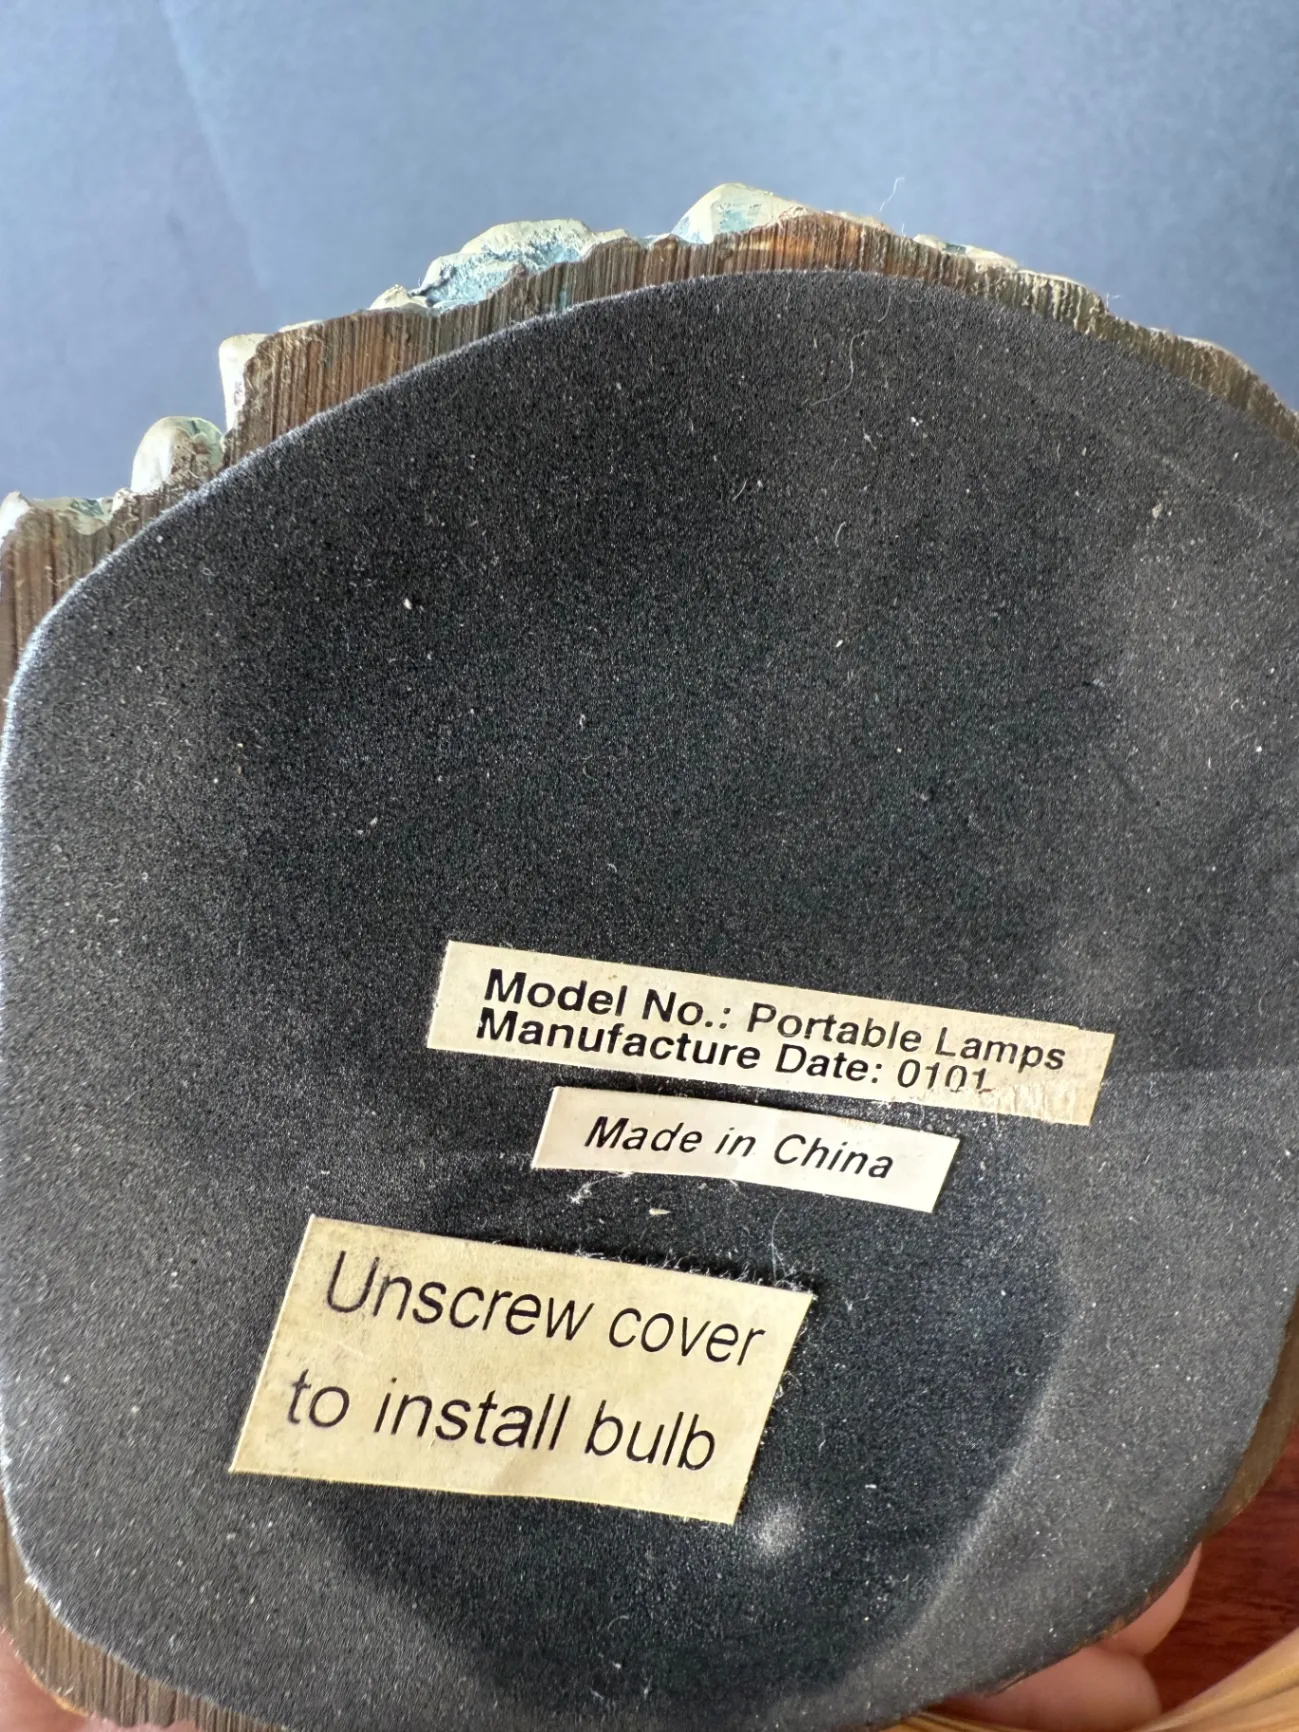 Model No.: Portable Lamps
Manufacture Date: 0101
Made in China
Unscrew cover
to install bulb